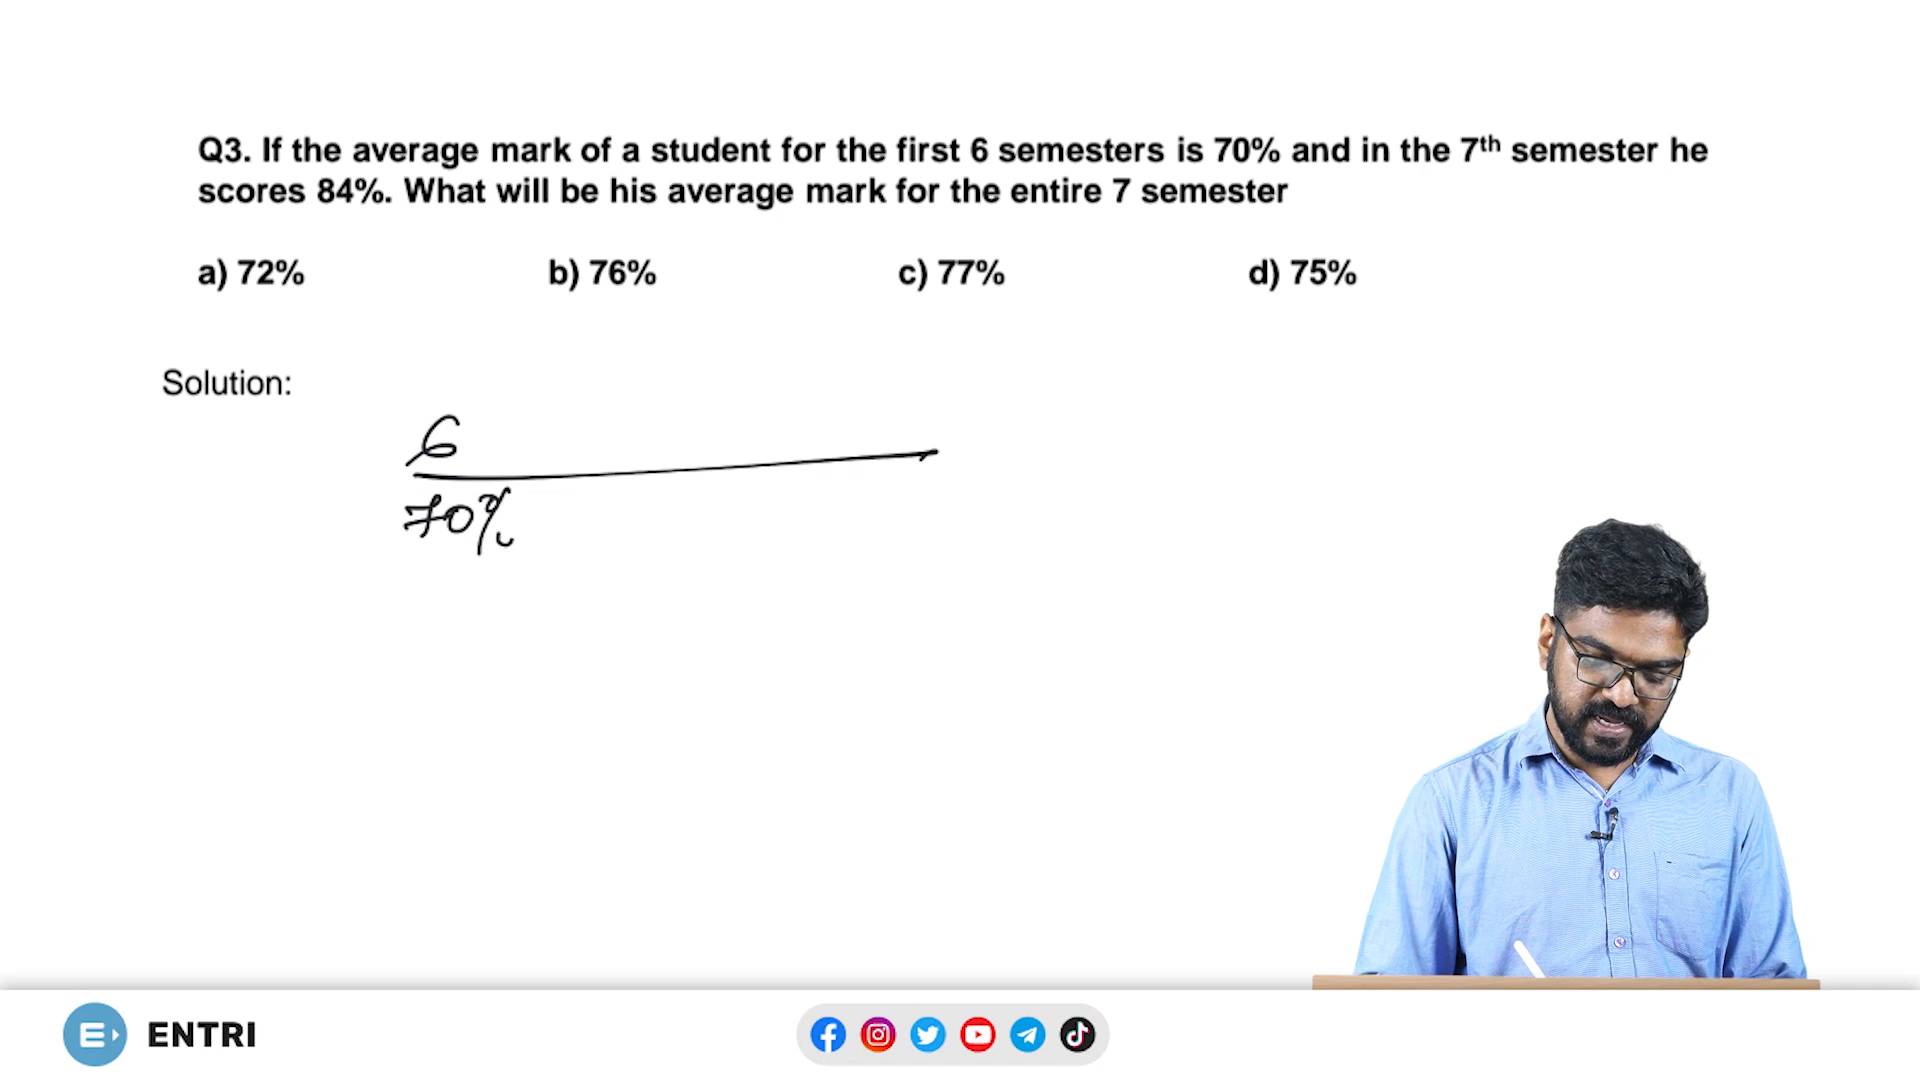 Q3. If the average mark of a student for the first 6 semesters is 70% and in the 7th semester he
scores 84%. What will be his average mark for the entire 7 semester
a) 72% b) 76% c) 77% d) 75%
Solution:
6
70%
E ENTRI